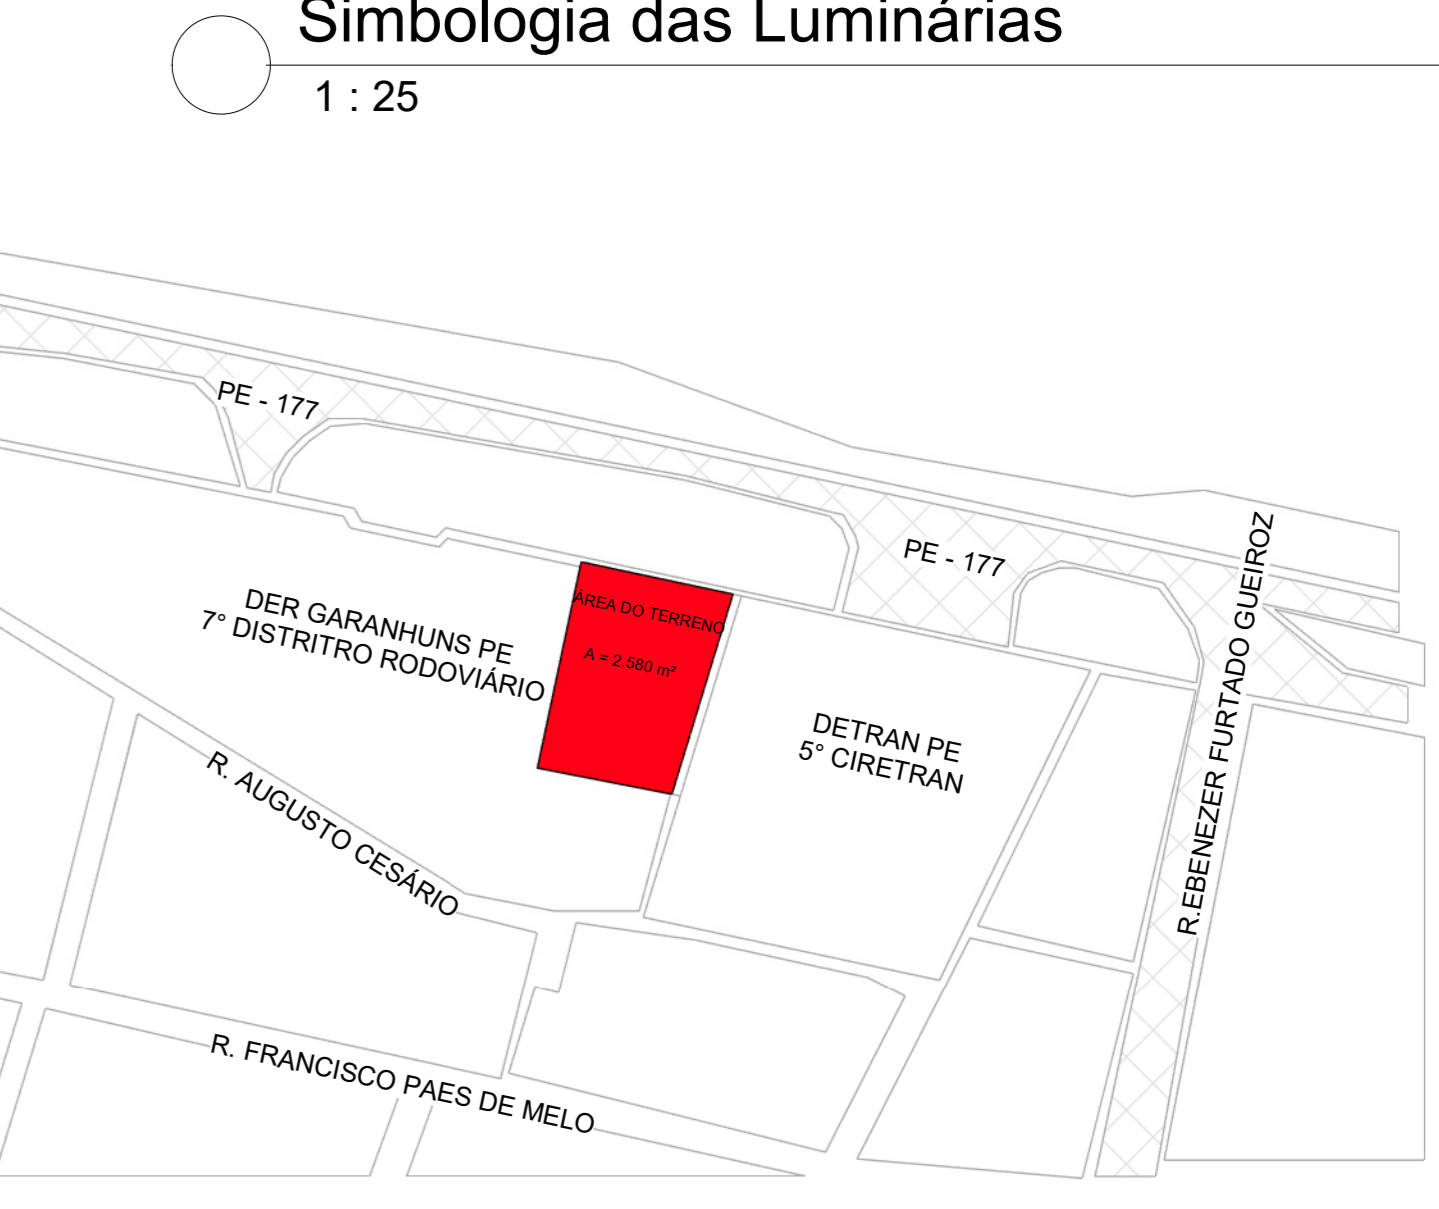 Simbologia das Luminárias
1 : 25
PE - 177
PE - 177
R.EBENEZER FURTADO GUEIROZ
ÁREA DO TERRENO
A = 2.580 m²
DER GARANHUNS PE
7° DISTRITRO RODOVIÁRIO
DETRAN PE
5° CIRETRAN
R. AUGUSTO CESÁRIO
R. FRANCISCO PAES DE MELO